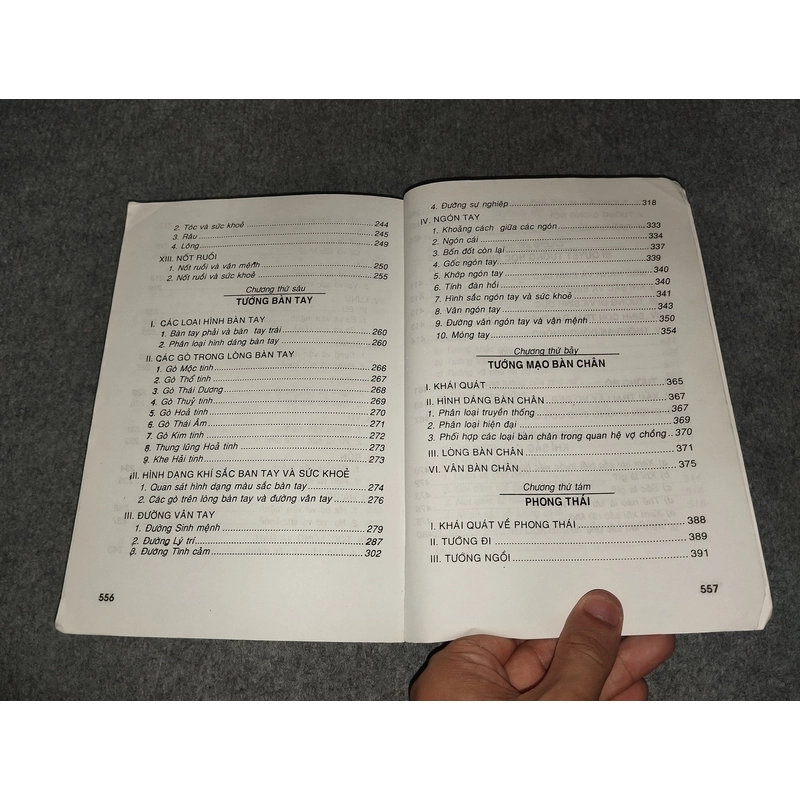 2. Tóc và sức khoẻ 244
3. Râu 245
4. Lông 249
XIII. NỐT RUỒI
1. Nốt ruồi và vận mệnh 250
2. Nốt ruồi và sức khoẻ 255
Chương thứ sáu
TƯỚNG BÀN TAY
I. CÁC LOẠI HÌNH BÀN TAY
1. Bàn tay phải và bàn tay trái 260
2. Phân loại hình dáng bàn tay 260
II. CÁC GÒ TRONG LÒNG BÀN TAY
1. Gò Mộc tinh 266
2. Gò Thổ tinh 267
3. Gò Thái Dương 268
4. Gò Thuỷ tinh 269
5. Gò Hoả tinh 270
6. Gò Thái Âm 271
7. Gò Kim tinh 272
8. Thung lũng Hoả tinh 273
9. Khe Hải tinh 273
III. HÌNH DẠNG KHÍ SẮC BAN TAY VÀ SỨC KHOẺ
1. Quan sát hình dạng màu sắc bàn tay 274
2. Các gò trên lòng bàn tay và đường vân tay 276
III. ĐƯỜNG VÂN TAY
1. Đường Sinh mệnh 279
2. Đường Lý trí 287
3. Đường Tình cảm 302
556
4. Đường sự nghiệp 318
IV. NGÓN TAY
1. Khoảng cách giữa các ngón 333
2. Ngón cái 334
3. Bốn đốt còn lại 337
4. Gốc ngón tay 339
5. Khớp ngón tay 340
6. Tính đàn hồi 340
7. Hình sắc ngón tay và sức khoẻ 341
8. Vân ngón tay 343
9. Đường vân ngón tay và vận mệnh 350
10. Móng tay 354
Chương thứ bảy
TƯỚNG MẠO BÀN CHÂN
I. KHÁI QUÁT 365
II. HÌNH DÁNG BÀN CHÂN 367
1. Phân loại truyền thống 367
2. Phân loại hiện đại 369
3. Phối hợp các loại bàn chân trong quan hệ vợ chồng 370
III. LÒNG BÀN CHÂN 371
VI. VÂN BÀN CHÂN 375
Chương thứ tám
PHONG THÁI
I. KHÁI QUÁT VỀ PHONG THÁI 388
II. TƯỚNG ĐI 389
III. TƯỚNG NGỒI 391
557